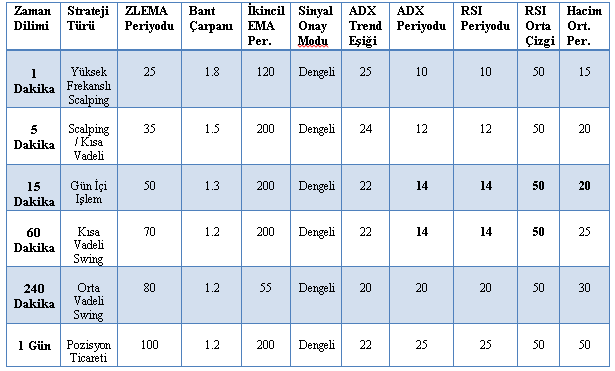 Zaman Dilimi | Strateji Türü | ZLEMA Periyodu | Bant Çarpanı | İkincil EMA Per. | Sinyal Onay Modu | ADX Trend Eşiği | ADX Periyodu | RSI Periyodu | RSI Orta Çizgi | Hacim Ort. Per.
1 Dakika | Yüksek Frekanslı Scalping | 25 | 1.8 | 120 | Dengeli | 25 | 10 | 10 | 50 | 15
5 Dakika | Scalping / Kısa Vadeli | 35 | 1.5 | 200 | Dengeli | 24 | 12 | 12 | 50 | 20
15 Dakika | Gün İçi İşlem | 50 | 1.3 | 200 | Dengeli | 22 | 14 | 14 | 50 | 20
60 Dakika | Kısa Vadeli Swing | 70 | 1.2 | 200 | Dengeli | 22 | 14 | 14 | 50 | 25
240 Dakika | Orta Vadeli Swing | 80 | 1.2 | 55 | Dengeli | 20 | 20 | 20 | 50 | 30
1 Gün | Pozisyon Ticareti | 100 | 1.2 | 200 | Dengeli | 22 | 25 | 25 | 50 | 50